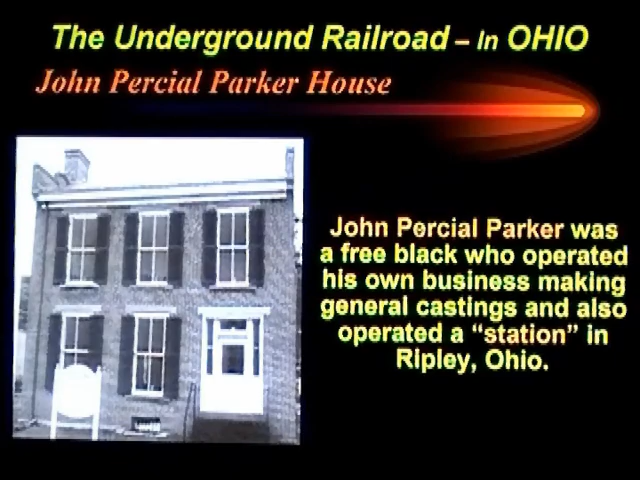 The Underground Railroad – In OHIO
John Percial Parker House
John Percial Parker was
a free black who operated
his own business making
general castings and also
operated a “station” in
Ripley, Ohio.